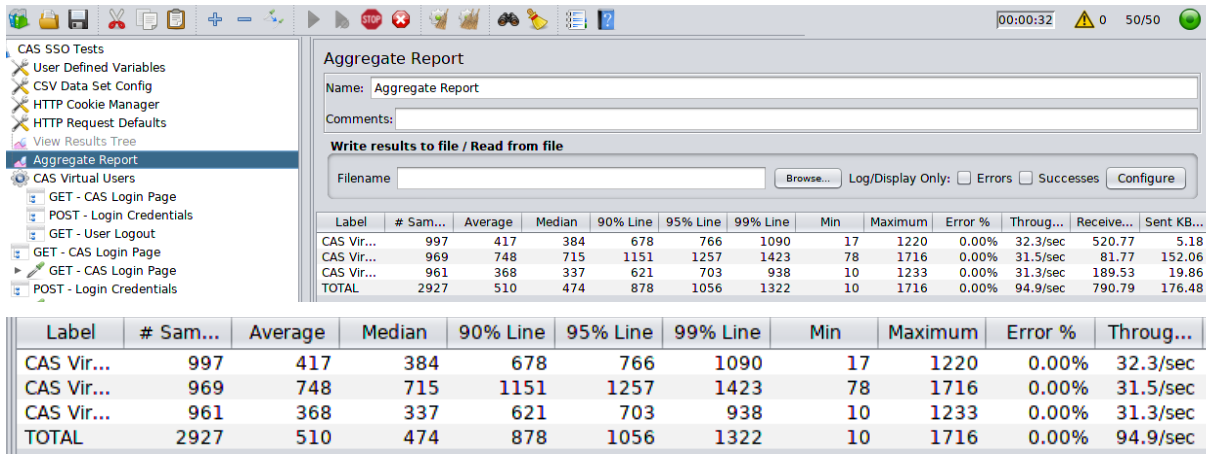 STOP
?
00:00:32
0
50/50
CAS SSO Tests
User Defined Variables
CSV Data Set Config
HTTP Cookie Manager
HTTP Request Defaults
View Results Tree
Aggregate Report
CAS Virtual Users
GET - CAS Login Page
POST - Login Credentials
GET - User Logout
GET - CAS Login Page
GET - CAS Login Page
POST - Login Credentials
Aggregate Report
Name: Aggregate Report
Comments:
Write results to file / Read from file
Filename Browse... Log/Display Only: Errors Successes Configure
Label # Sam... Average Median 90% Line 95% Line 99% Line Min Maximum Error % Throug... Receive... Sent KB...
CAS Vir... 997 417 384 678 766 1090 17 1220 0.00% 32.3/sec 520.77 5.18
CAS Vir... 969 748 715 1151 1257 1423 78 1716 0.00% 31.5/sec 81.77 152.06
CAS Vir... 961 368 337 621 703 938 10 1233 0.00% 31.3/sec 189.53 19.86
TOTAL 2927 510 474 878 1056 1322 10 1716 0.00% 94.9/sec 790.79 176.48
Label # Sam... Average Median 90% Line 95% Line 99% Line Min Maximum Error % Throug...
CAS Vir... 997 417 384 678 766 1090 17 1220 0.00% 32.3/sec
CAS Vir... 969 748 715 1151 1257 1423 78 1716 0.00% 31.5/sec
CAS Vir... 961 368 337 621 703 938 10 1233 0.00% 31.3/sec
TOTAL 2927 510 474 878 1056 1322 10 1716 0.00% 94.9/sec